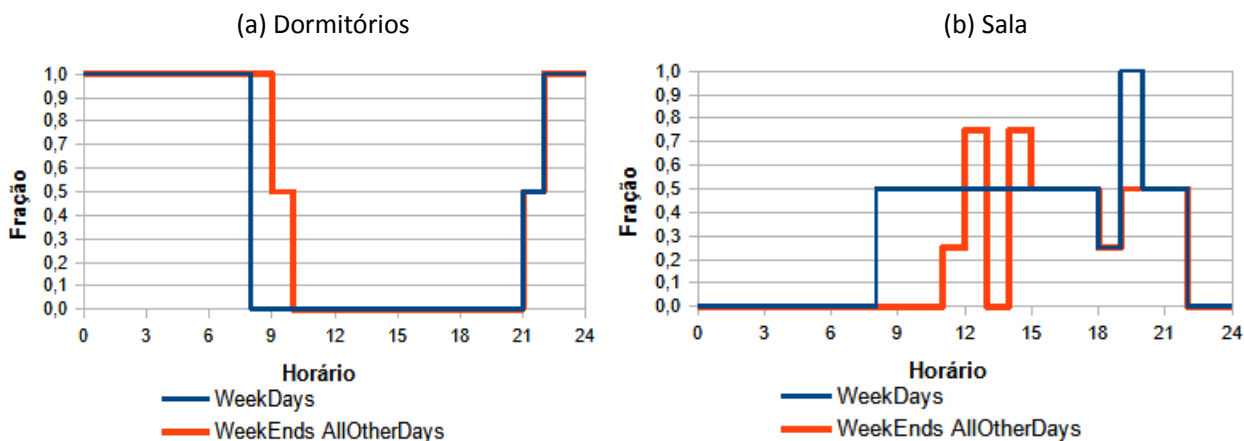 (a) Dormitórios
1,0
0,9
0,8
0,7
0,6
0,5
0,4
0,3
0,2
0,1
0,0
Fração
0 3 6 9 12 15 18 21 24
Horário
WeekDays
WeekEnds AllOtherDays
(b) Sala
1,0
0,9
0,8
0,7
0,6
0,5
0,4
0,3
0,2
0,1
0,0
Fração
0 3 6 9 12 15 18 21 24
Horário
WeekDays
WeekEnds AllOtherDays